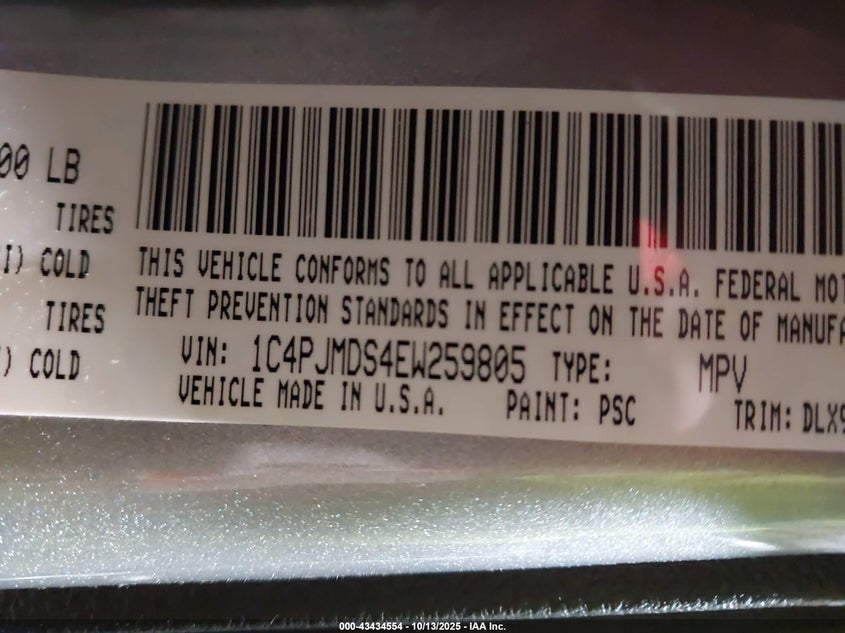 00 LB
TIRES
I) COLD
TIRES
) COLD
THIS VEHICLE CONFORMS TO ALL APPLICABLE U.S.A. FEDERAL MOT
THEFT PREVENTION STANDARDS IN EFFECT ON THE DATE OF MANUFA
VIN: 1C4PJMDS4EW259805 TYPE: MPV
VEHICLE MADE IN U.S.A. PAINT: PSC TRIM: DLX9
000-43434554 - 10/13/2025 - IAA Inc.